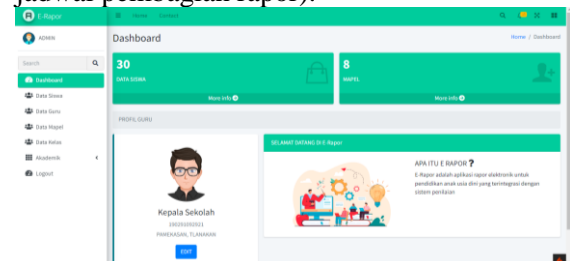 jadwal pembagian rapor).
E-Rapor
Home Contact
ADMIN
Dashboard
Home / Dashboard
Search
Dashboard
Data Siswa
Data Guru
Data Mapel
Data Kelas
Akademik
Logout
30
DATA SISWA
More info
8
MAPEL
More info
PROFIL GURU
Kepala Sekolah
PAMEKASAN, TLANAKAN
EDIT
SELAMAT DATANG DI E-Rapor
APA ITU E RAPOR ?
E-Rapor adalah aplikasi rapor elektronik untuk
pendidikan anak usia dini yang terintegrasi dengan
sistem penilaian